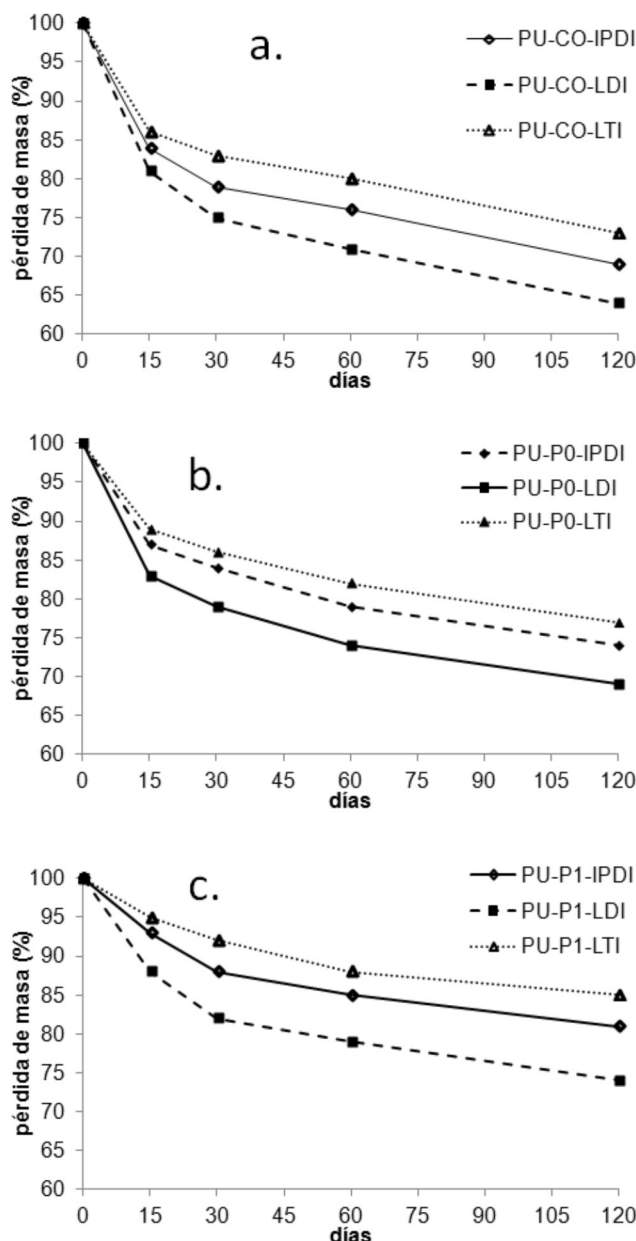 a.
PU-CO-IPDI
PU-CO-LDI
PU-CO-LTI
pérdida de masa (%)
100
95
90
85
80
75
70
65
60
0 15 30 45 60 75 90 105 120
días
b.
PU-P0-IPDI
PU-P0-LDI
PU-P0-LTI
pérdida de masa (%)
100
95
90
85
80
75
70
65
60
0 15 30 45 60 75 90 105 120
días
c.
PU-P1-IPDI
PU-P1-LDI
PU-P1-LTI
pérdida de masa (%)
100
95
90
85
80
75
70
65
60
0 15 30 45 60 75 90 105 120
días